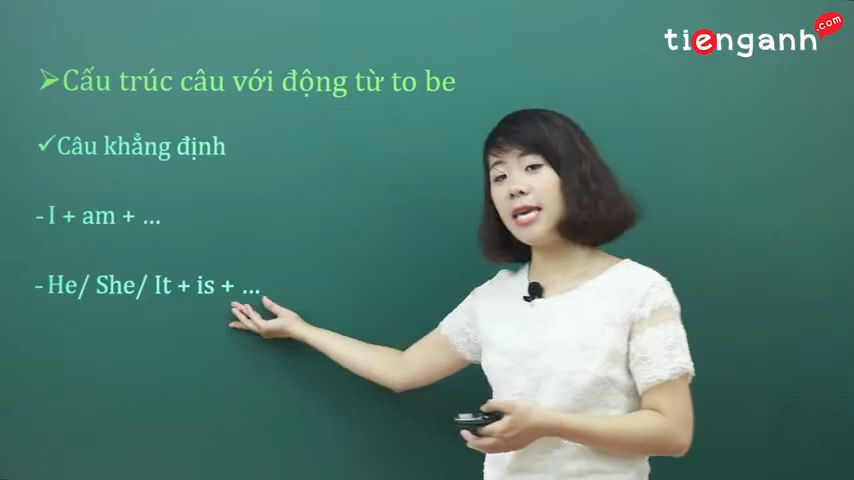 tienganh.com
➢Cấu trúc câu với động từ to be
✓Câu khẳng định
- I + am + ...
- He/ She/ It + is + ...